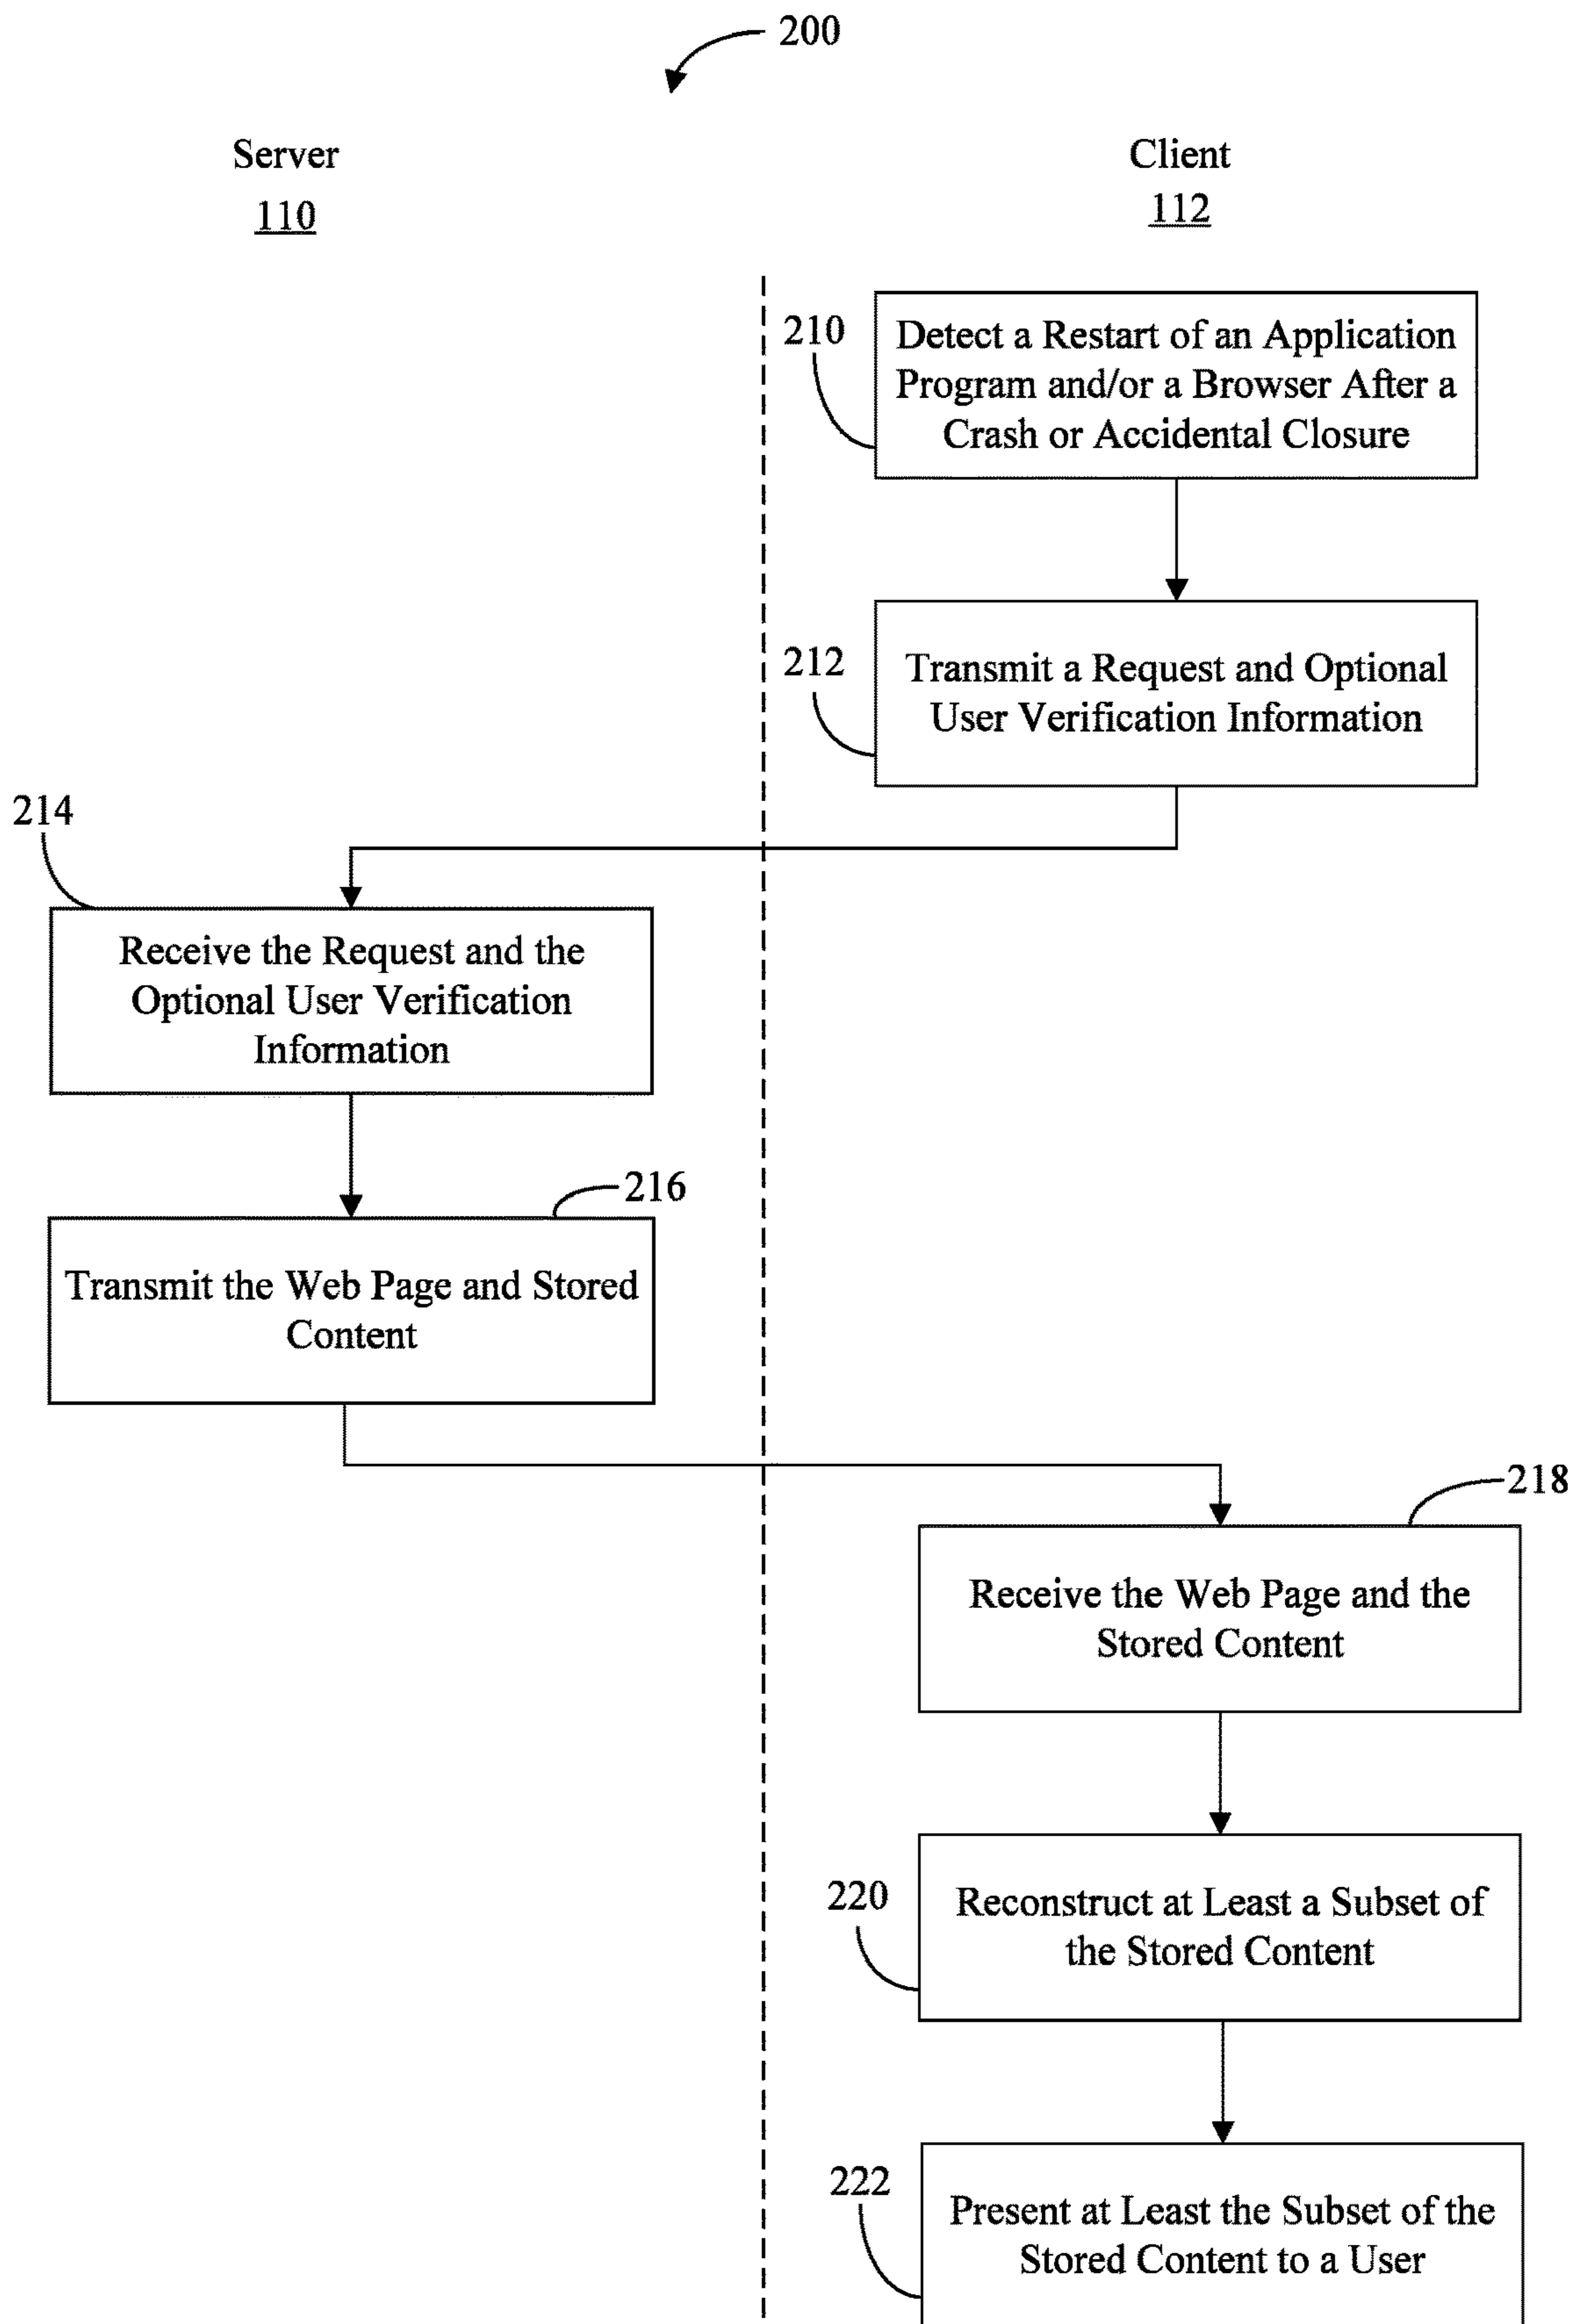 200
Server
110
Client
112
210
Detect a Restart of an Application
Program and/or a Browser After a
Crash or Accidental Closure
212
Transmit a Request and Optional
User Verification Information
214
Receive the Request and the
Optional User Verification
Information
216
Transmit the Web Page and Stored
Content
218
Receive the Web Page and the
Stored Content
220
Reconstruct at Least a Subset of
the Stored Content
222
Present at Least the Subset of the
Stored Content to a User